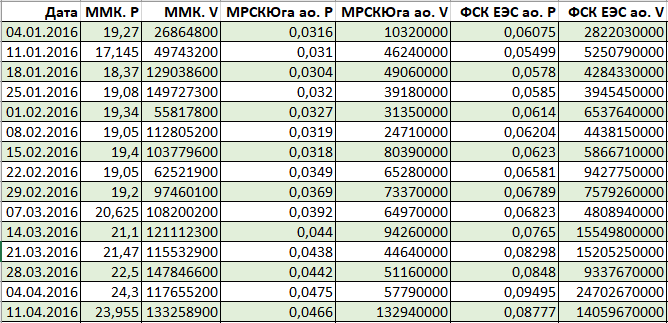 Дата ММК. P ММК. V МРСКЮга ао. P МРСКЮга ао. V ФСК ЕЭС ао. P ФСК ЕЭС ао. V
04.01.2016 19,27 26864800 0,0316 10320000 0,06075 2822030000
11.01.2016 17,145 49743200 0,031 46240000 0,05499 5250790000
18.01.2016 18,37 129038600 0,0304 49060000 0,0578 4284330000
25.01.2016 19,08 149727300 0,032 39180000 0,0585 3945450000
01.02.2016 19,34 55817800 0,0327 31350000 0,0614 6537640000
08.02.2016 19,05 112805200 0,0319 24710000 0,06204 4438150000
15.02.2016 19,4 103779600 0,0318 80390000 0,0623 5866710000
22.02.2016 19,05 62521900 0,0349 65280000 0,06581 9427750000
29.02.2016 19,2 97460100 0,0369 73370000 0,06789 7579260000
07.03.2016 20,625 108200200 0,0392 64970000 0,06823 4808940000
14.03.2016 21,1 121112300 0,044 94260000 0,0765 15549800000
21.03.2016 21,47 115532900 0,0438 44640000 0,08298 15205250000
28.03.2016 22,5 147846600 0,0442 51160000 0,0848 9337670000
04.04.2016 24,3 117655200 0,0475 57790000 0,09495 24702670000
11.04.2016 23,955 133258900 0,0466 132940000 0,08777 14059670000